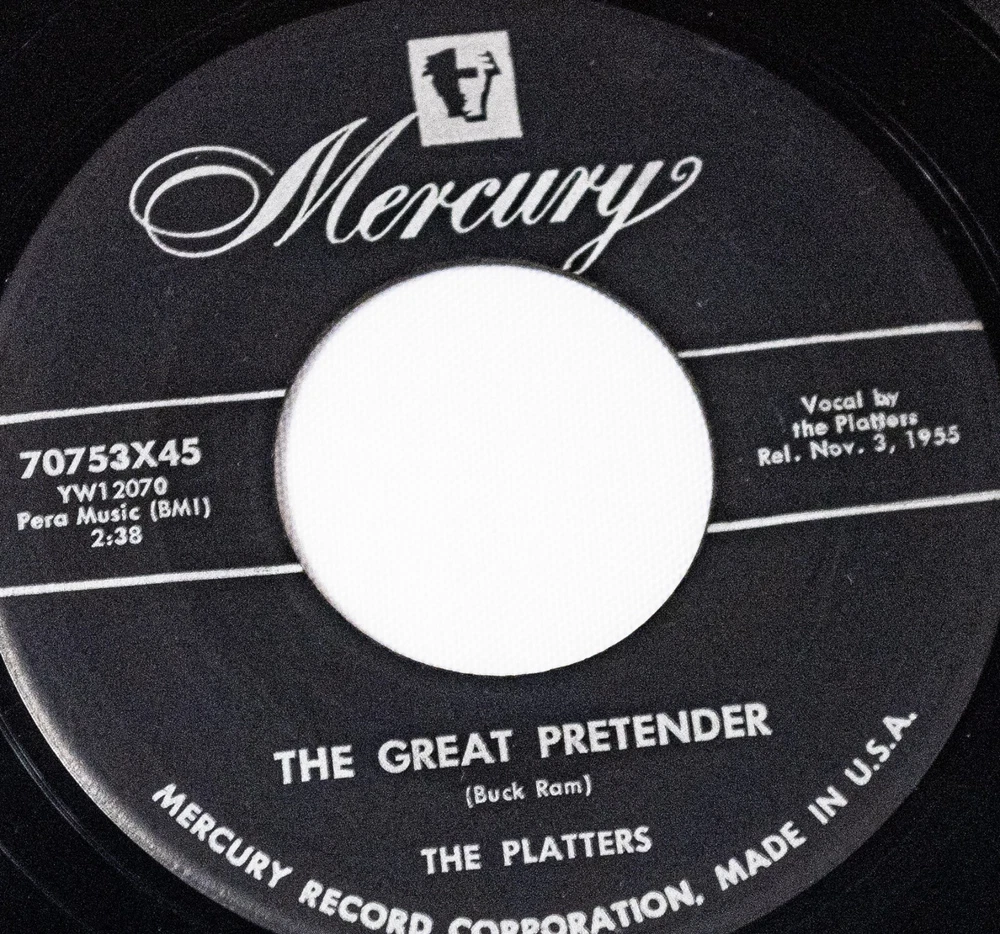 Mercury
70753X45
YW12070
Pera Music (BMI)
2:38
Vocal by
the Platters
Rel. Nov. 3, 1955
THE GREAT PRETENDER
(Buck Ram)
THE PLATTERS
MERCURY RECORD CORPORATION, MADE IN U.S.A.